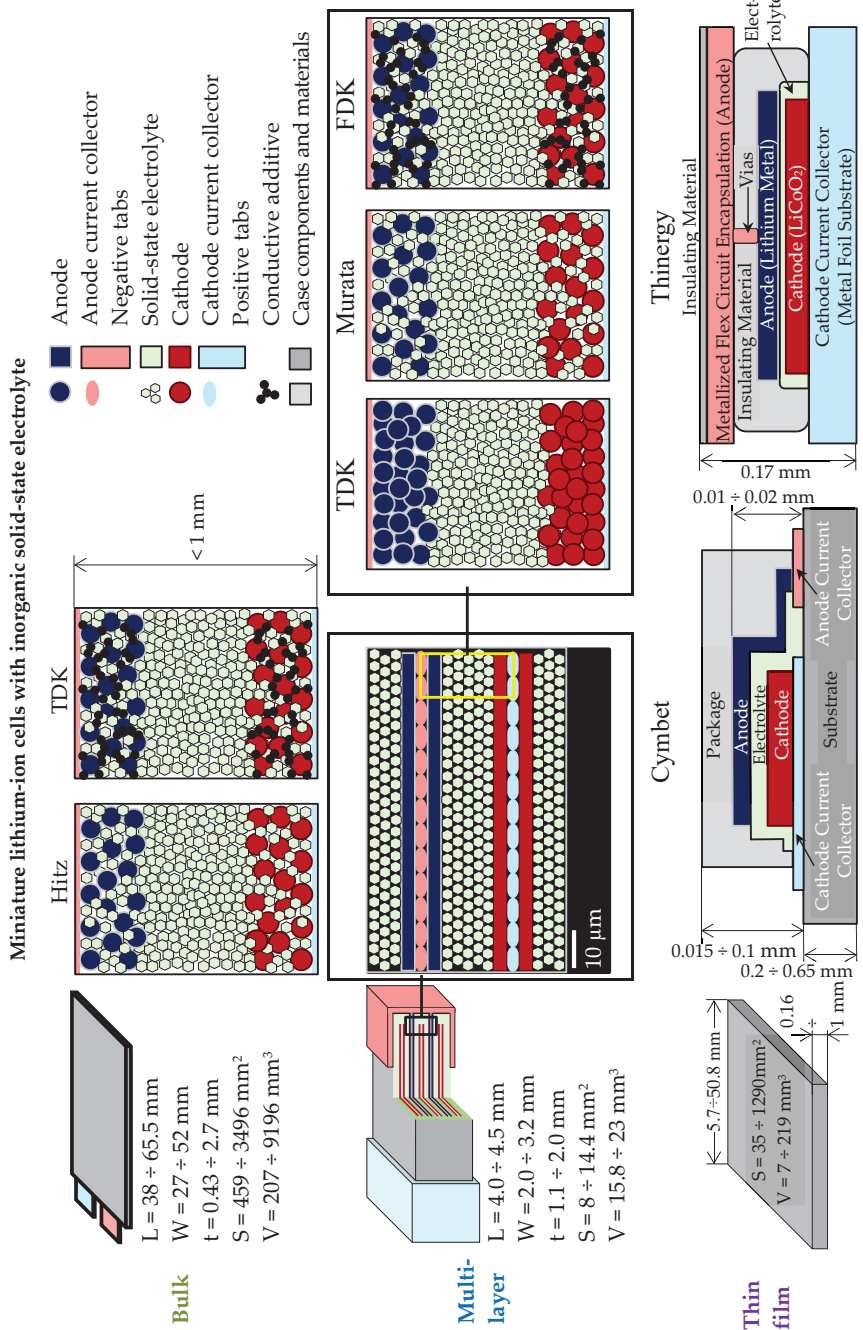 Miniature lithium-ion cells with inorganic solid-state electrolyte
Anode
Anode current collector
Negative tabs
Solid-state electrolyte
Cathode
Cathode current collector
Positive tabs
Conductive additive
Case components and materials
Bulk
L = 38 ÷ 65.5 mm
W = 27 ÷ 52 mm
t = 0.43 ÷ 2.7 mm
S = 459 ÷ 3496 mm²
V = 207 ÷ 9196 mm³
Hitz
TDK
< 1 mm
Multi-
layer
L = 4.0 ÷ 4.5 mm
W = 2.0 ÷ 3.2 mm
t = 1.1 ÷ 2.0 mm
S = 8 ÷ 14.4 mm²
V = 15.8 ÷ 23 mm³
10 µm
TDK
Murata
FDK
Thin
film
5.7÷50.8 mm
S = 35 ÷ 1290mm²
V = 7 ÷ 219 mm³
0.16
÷
1 mm
Cymbet
0.015 ÷ 0.1 mm
0.2 ÷ 0.65 mm
Package
Anode
Electrolyte
Cathode
Cathode Current
Collector
Substrate
Anode Current
Collector
0.01 ÷ 0.02 mm
Thinergy
0.17 mm
Insulating Material
Metallized Flex Circuit Encapsulation (Anode)
Insulating Material
Vias
Elect-
rolyte
Anode (Lithium Metal)
Cathode (LiCoO₂)
Cathode Current Collector
(Metal Foil Substrate)